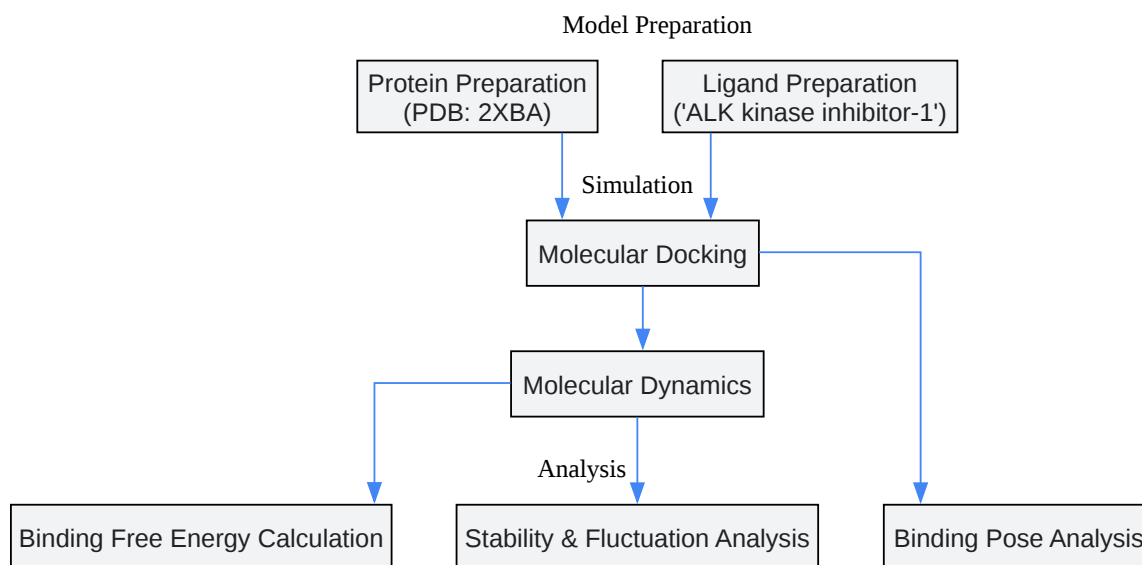 Model Preparation
Protein Preparation
(PDB: 2XBA)
Ligand Preparation
('ALK kinase inhibitor-1')
Simulation
Molecular Docking
Molecular Dynamics
Analysis
Binding Free Energy Calculation
Stability & Fluctuation Analysis
Binding Pose Analysis